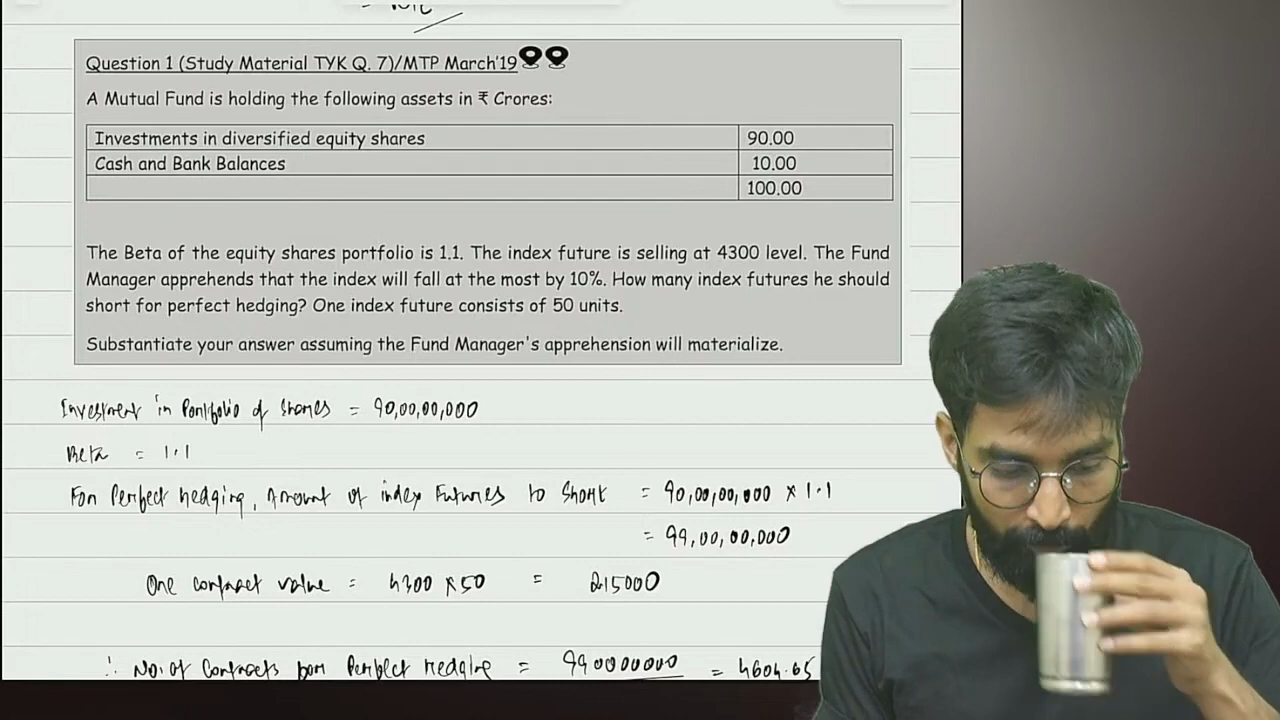 Question 1 (Study Material TYK Q. 7)/MTP March'19
A Mutual Fund is holding the following assets in ₹ Crores:
Investments in diversified equity shares 90.00
Cash and Bank Balances 10.00
100.00
The Beta of the equity shares portfolio is 1.1. The index future is selling at 4300 level. The Fund
Manager apprehends that the index will fall at the most by 10%. How many index futures he should
short for perfect hedging? One index future consists of 50 units.
Substantiate your answer assuming the Fund Manager's apprehension will materialize.
Investment in Portfolio of shares = 90,00,00,000
Beta = 1.1
For Perfect hedging, Amount of index Futures to Short = 90,00,00,000 × 1.1
= 99,00,00,000
One contract value = 4300 × 50 = 215000
∴ No. of Contracts for Perfect Hedging = 990000000 = 4604.65